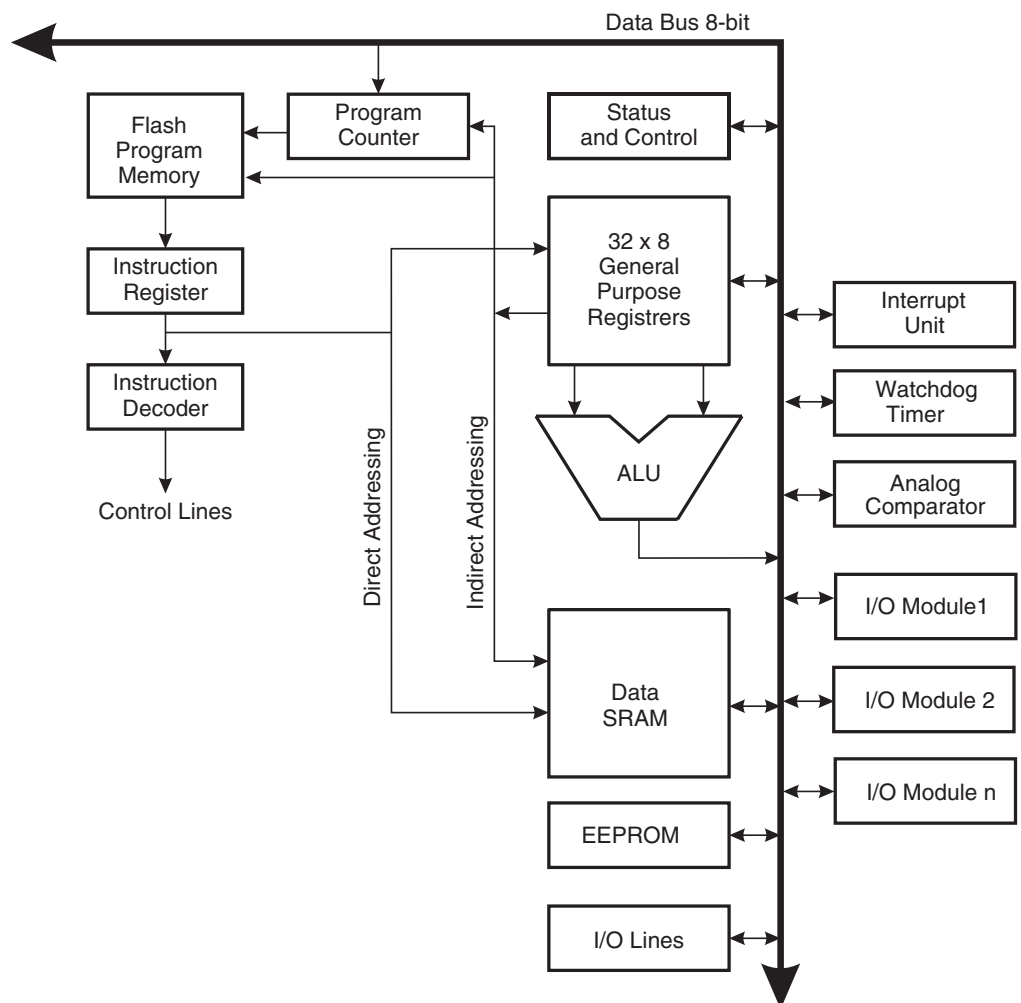 Data Bus 8-bit
Flash
Program
Memory
Program
Counter
Status
and Control
32 x 8
General
Purpose
Registrers
Instruction
Register
Instruction
Decoder
Control Lines
Direct Addressing
Indirect Addressing
ALU
Interrupt
Unit
Watchdog
Timer
Analog
Comparator
I/O Module1
Data
SRAM
I/O Module 2
I/O Module n
EEPROM
I/O Lines